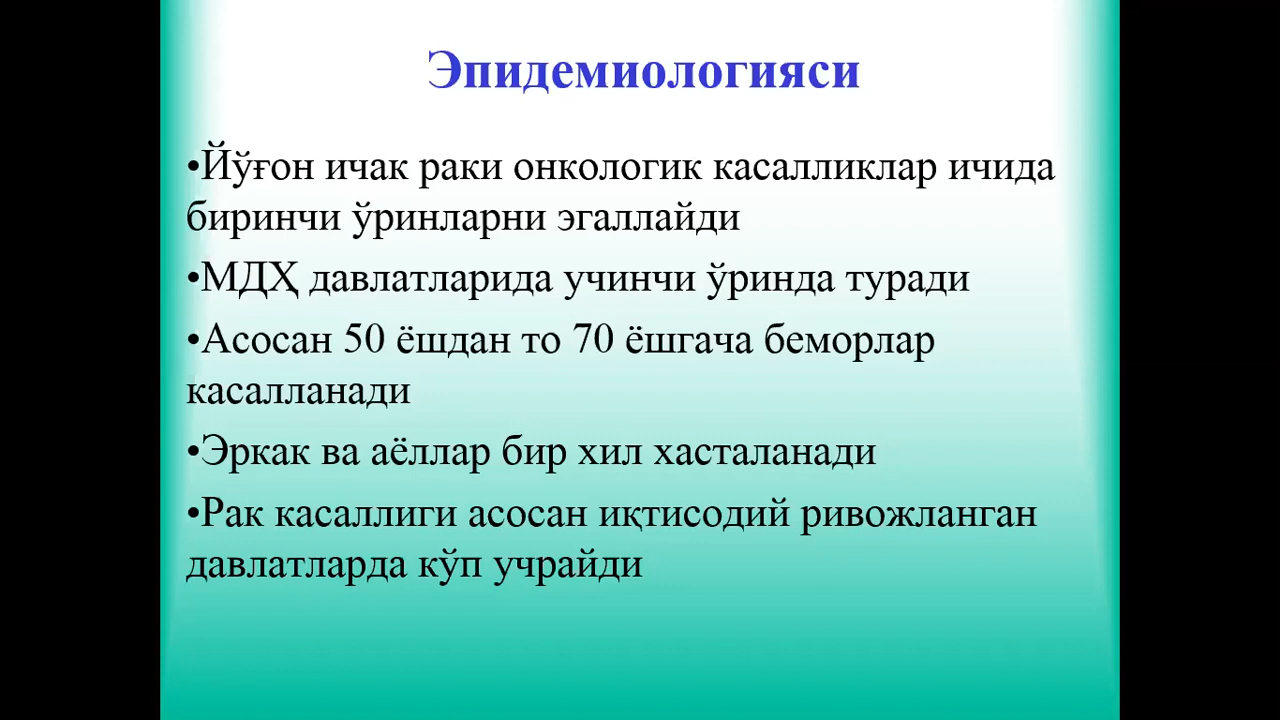 Эпидемиологияси
•Йўғон ичак раки онкологик касалликлар ичида
биринчи ўринларни эгаллайди
•МДҲ давлатларида учинчи ўринда туради
•Асосан 50 ёшдан то 70 ёшгача беморлар
касалланади
•Эркак ва аёллар бир хил хасталанади
•Рак касаллиги асосан иқтисодий ривожланган
давлатларда кўп учрайди